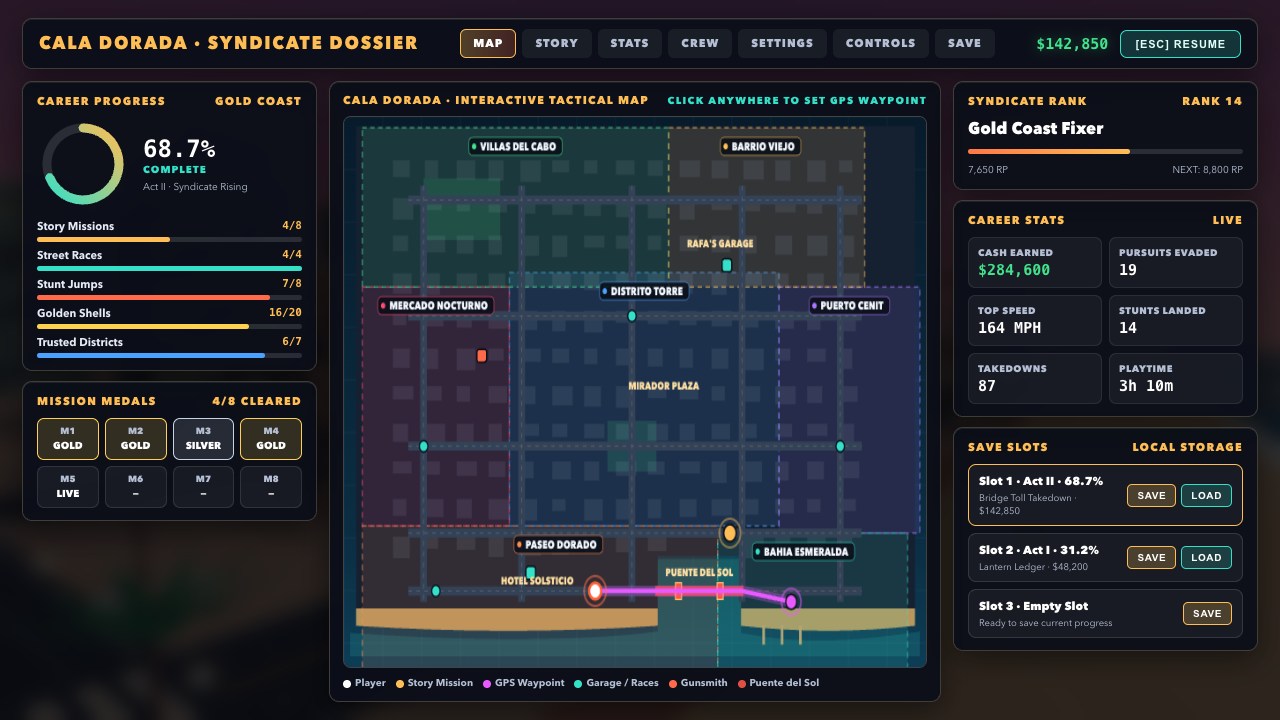 CALA DORADA · SYNDICATE DOSSIER
MAP STORY STATS CREW SETTINGS CONTROLS SAVE
$142,850 [ESC] RESUME
CAREER PROGRESS GOLD COAST
68.7%
COMPLETE
Act II · Syndicate Rising
Story Missions 4/8
Street Races 4/4
Stunt Jumps 7/8
Golden Shells 16/20
Trusted Districts 6/7
MISSION MEDALS 4/8 CLEARED
M1 M2 M3 M4
GOLD GOLD SILVER GOLD
M5 M6 M7 M8
LIVE – – –
CALA DORADA · INTERACTIVE TACTICAL MAP CLICK ANYWHERE TO SET GPS WAYPOINT
VILLAS DEL CABO BARRIO VIEJO
RAFA'S GARAGE
DISTRITO TORRE
MERCADO NOCTURNO PUERTO CENIT
MIRADOR PLAZA
PASEO DORADO BAHIA ESMERALDA
HOTEL SOLSTICIO PUENTE DEL SOL
Player Story Mission GPS Waypoint Garage / Races Gunsmith Puente del Sol
SYNDICATE RANK RANK 14
Gold Coast Fixer
7,650 RP NEXT: 8,800 RP
CAREER STATS LIVE
CASH EARNED PURSUITS EVADED
$284,600 19
TOP SPEED STUNTS LANDED
164 MPH 14
TAKEDOWNS PLAYTIME
87 3h 10m
SAVE SLOTS LOCAL STORAGE
Slot 1 · Act II · 68.7%
Bridge Toll Takedown ·
$142,850
SAVE LOAD
Slot 2 · Act I · 31.2%
Lantern Ledger · $48,200
SAVE LOAD
Slot 3 · Empty Slot
Ready to save current progress
SAVE